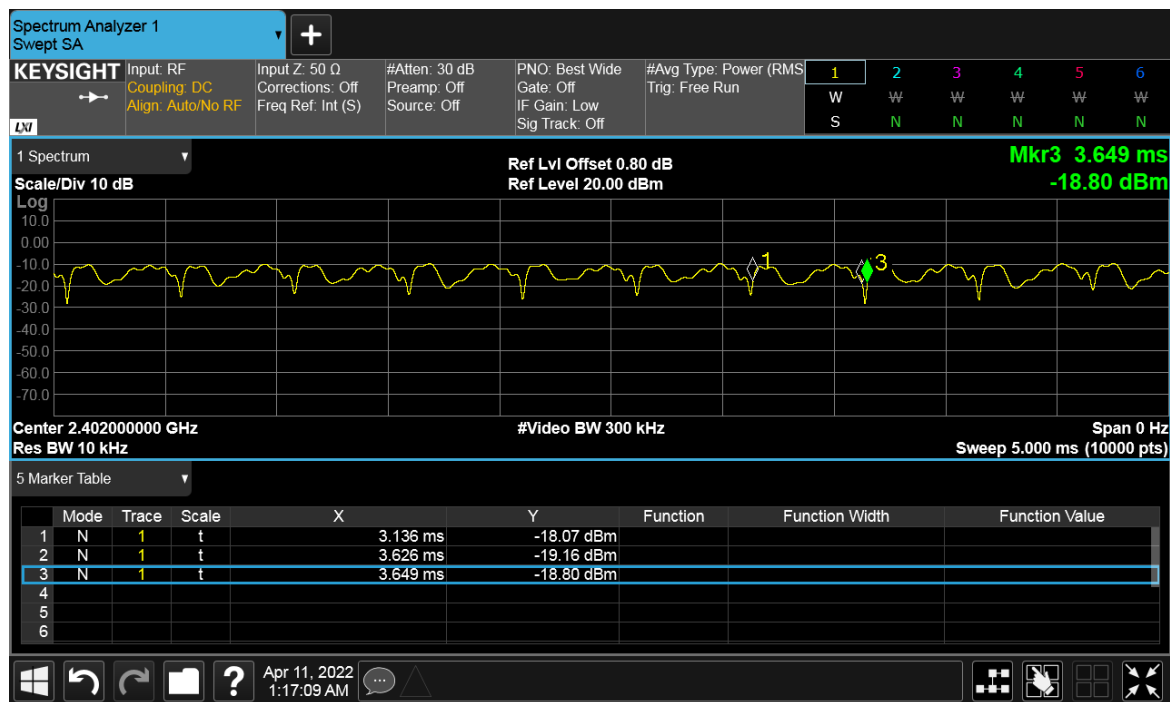 Spectrum Analyzer 1
Swept SA
KEYSIGHT
LXI
Input: RF
Coupling: DC
Align: Auto/No RF
Input Z: 50 Ω
Corrections: Off
Freq Ref: Int (S)
#Atten: 30 dB
Preamp: Off
Source: Off
PNO: Best Wide
Gate: Off
IF Gain: Low
Sig Track: Off
#Avg Type: Power (RMS
Trig: Free Run
1 2 3 4 5 6
W W W W W W
S N N N N N
1 Spectrum
Scale/Div 10 dB
Ref Lvl Offset 0.80 dB
Ref Level 20.00 dBm
Mkr3 3.649 ms
-18.80 dBm
Log
10.0
0.00
-10.0
-20.0
-30.0
-40.0
-50.0
-60.0
-70.0
1
3
Center 2.402000000 GHz
#Video BW 300 kHz
Span 0 Hz
Res BW 10 kHz
Sweep 5.000 ms (10000 pts)
5 Marker Table
Mode Trace Scale X Y Function Function Width Function Value
1 N 1 t 3.136 ms -18.07 dBm
2 N 1 t 3.626 ms -19.16 dBm
3 N 1 t 3.649 ms -18.80 dBm
4
5
6
?
Apr 11, 2022
1:17:09 AM